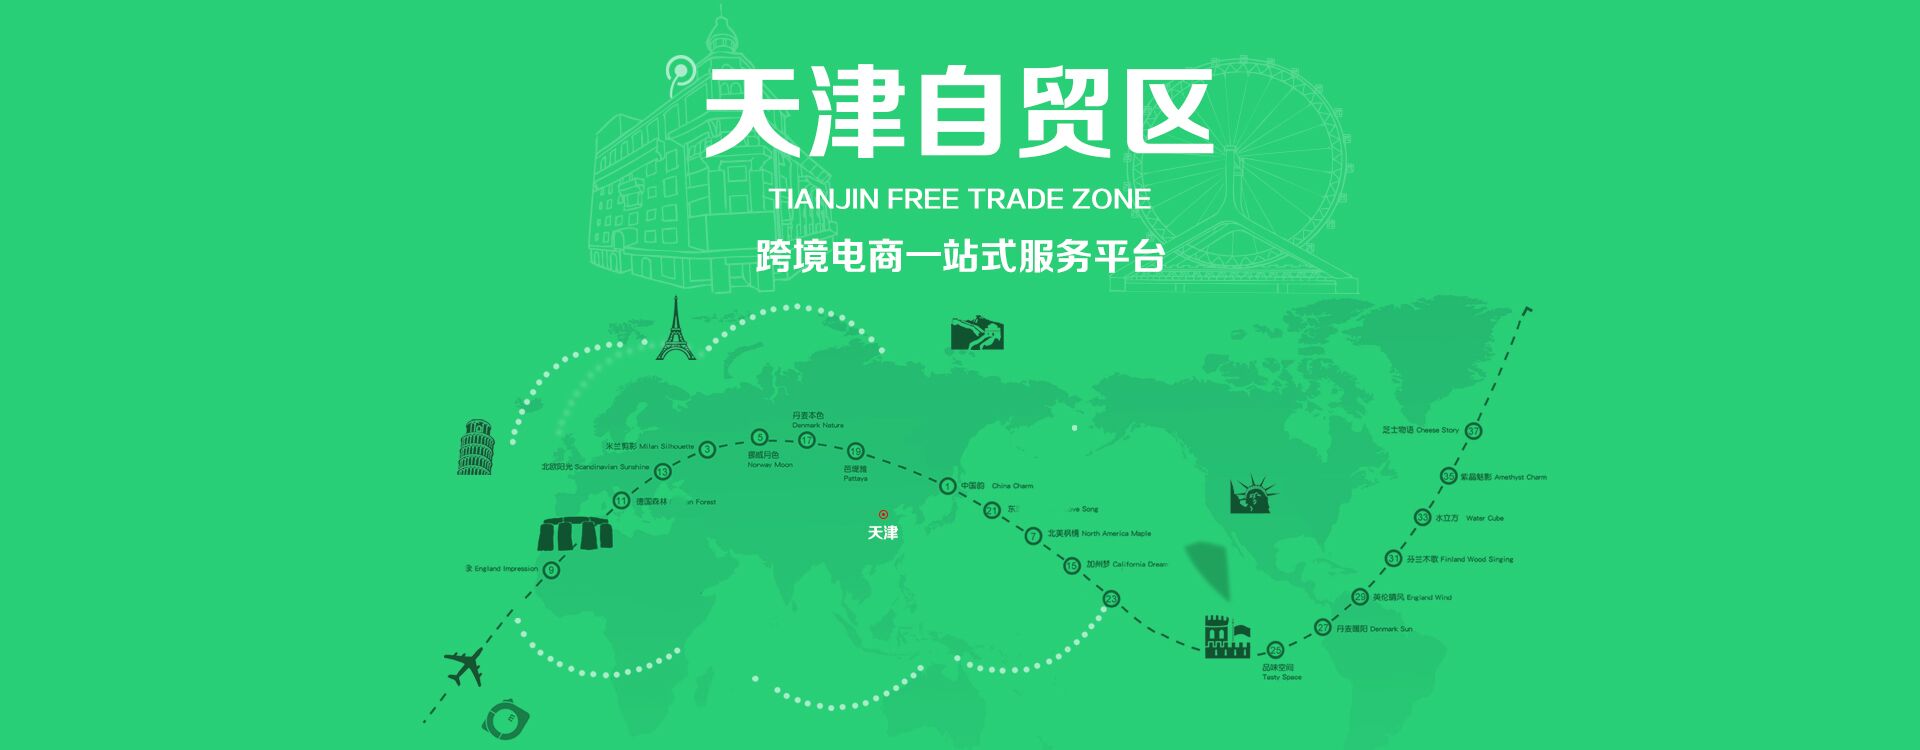 天津自贸区
TIANJIN FREE TRADE ZONE
跨境电商一站式服务平台
丹麦本色
Denmark Nature
17
5
挪威月色
Norway Moon
米兰剪影 Milan Silhouette
3
19
芭堤雅
Pattaya
北欧阳光 Scandinavian Sunshine
13
11
德国森林 Forest
England Impression
9
天津
1
中国韵 China Charm
21
Song
7
北美枫情 North America Maple
15
加州梦 California Dream
23
芝士物语 Cheese Story
37
35
紫晶魅影 Amethyst Charm
33
水立方 Water Cube
31
芬兰木歌 Finland Wood Singing
29
英伦晴风 England Wind
27
丹麦暖阳 Denmark Sun
25
品味空间
Tasty Space